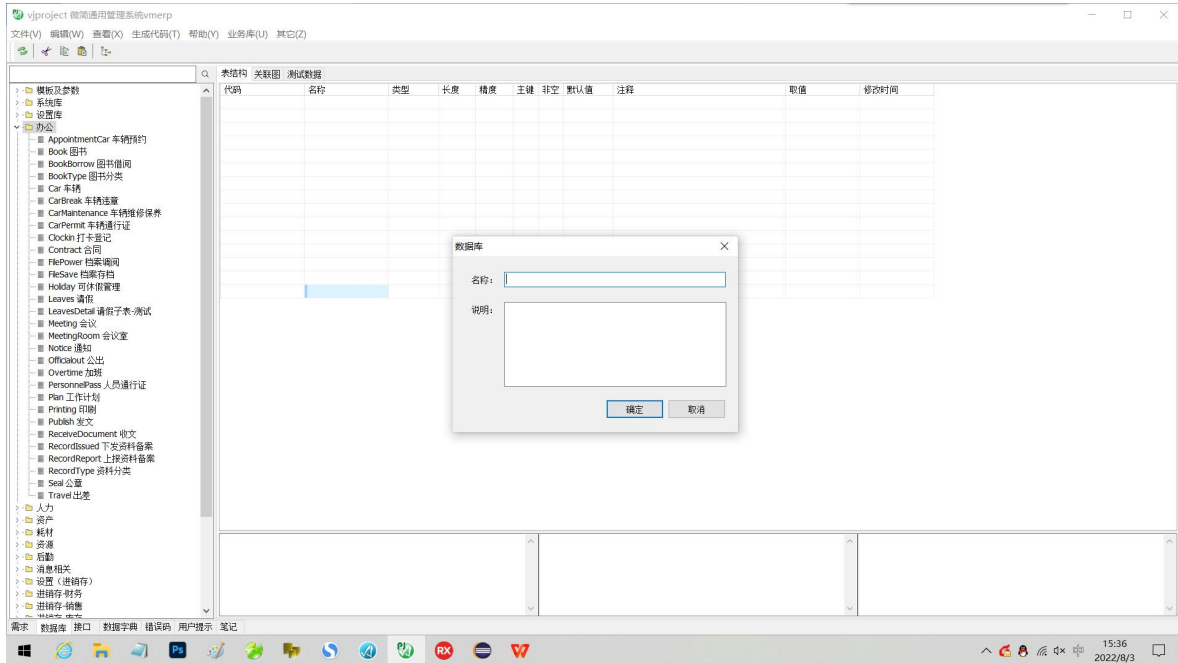 vjproject 微简通用管理系统vmerp
文件(V) 编辑(W) 查看(X) 生成代码(T) 帮助(Y) 业务库(U) 其它(Z)
表结构 关联图 测试数据
代码 名称 类型 长度 精度 主键 非空 默认值 注释 取值 修改时间
模板及参数
系统库
设置库
办公
AppointmentCar 车辆预约
Book 图书
BookBorrow 图书借阅
BookType 图书分类
Car 车辆
CarBreak 车辆违章
CarMaintenance 车辆维修保养
CarPermit 车辆通行证
Clockin 打卡登记
Contract 合同
FilePower 档案调阅
FileSave 档案存档
Holiday 可休假管理
Leaves 请假
LeavesDetail 请假子表-测试
Meeting 会议
MeetingRoom 会议室
Notice 通知
Officialout 公出
Overtime 加班
PersonnelPass 人员通行证
Plan 工作计划
Printing 印刷
Publish 发文
ReceiveDocument 收文
RecordIssued 下发资料备案
RecordReport 上报资料备案
RecordType 资料分类
Seal 公章
Travel 出差
人力
资产
耗材
资源
后勤
消息相关
设置（进销存）
进销存-财务
进销存-销售
进销存-库存
数据库
名称：
说明：
确定 取消
需求 数据库 接口 数据字典 错误码 用户提示 笔记
Ps
RX
中
15:36
2022/8/3